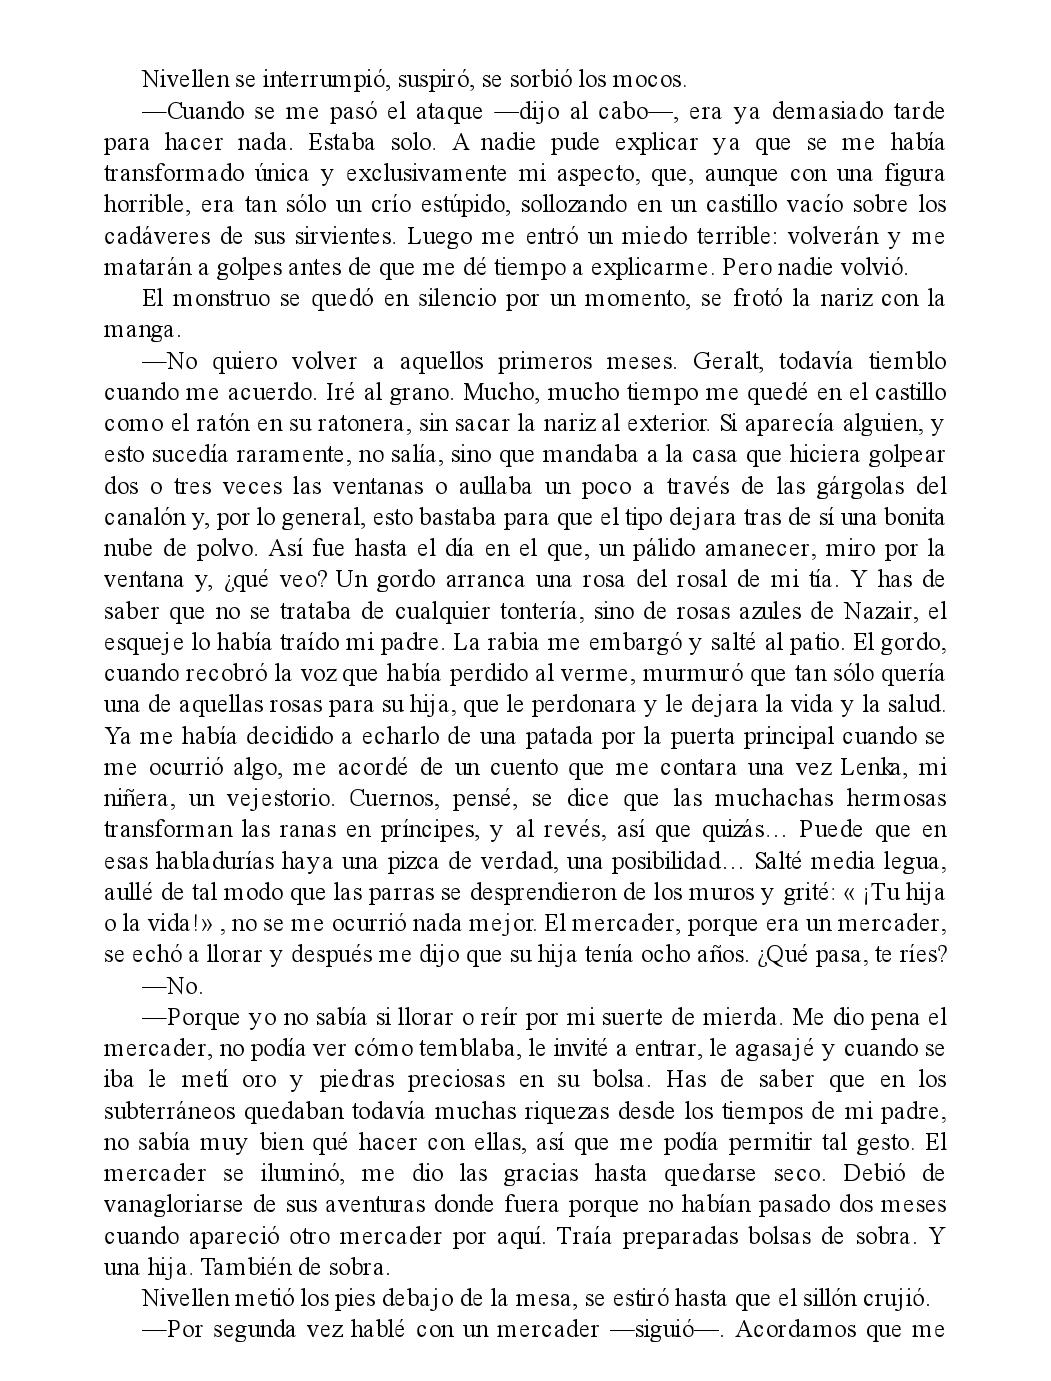 Nivellen se interrumpió, suspiró, se sorbió los mocos.
—Cuando se me pasó el ataque —dijo al cabo—, era ya demasiado tarde
para hacer nada. Estaba solo. A nadie pude explicar ya que se me había
transformado única y exclusivamente mi aspecto, que, aunque con una figura
horrible, era tan sólo un crío estúpido, sollozando en un castillo vacío sobre los
cadáveres de sus sirvientes. Luego me entró un miedo terrible: volverán y me
matarán a golpes antes de que me dé tiempo a explicarme. Pero nadie volvió.
El monstruo se quedó en silencio por un momento, se frotó la nariz con la
manga.
—No quiero volver a aquellos primeros meses. Geralt, todavía tiemblo
cuando me acuerdo. Iré al grano. Mucho, mucho tiempo me quedé en el castillo
como el ratón en su ratonera, sin sacar la nariz al exterior. Si aparecía alguien, y
esto sucedía raramente, no salía, sino que mandaba a la casa que hiciera golpear
dos o tres veces las ventanas o aullaba un poco a través de las gárgolas del
canalón y, por lo general, esto bastaba para que el tipo dejara tras de sí una bonita
nube de polvo. Así fue hasta el día en el que, un pálido amanecer, miro por la
ventana y, ¿qué veo? Un gordo arranca una rosa del rosal de mi tía. Y has de
saber que no se trataba de cualquier tontería, sino de rosas azules de Nazair, el
esqueje lo había traído mi padre. La rabia me embargó y salté al patio. El gordo,
cuando recobró la voz que había perdido al verme, murmuró que tan sólo quería
una de aquellas rosas para su hija, que le perdonara y le dejara la vida y la salud.
Ya me había decidido a echarlo de una patada por la puerta principal cuando se
me ocurrió algo, me acordé de un cuento que me contara una vez Lenka, mi
niñera, un vejestorio. Cuernos, pensé, se dice que las muchachas hermosas
transforman las ranas en príncipes, y al revés, así que quizás… Puede que en
esas habladurías haya una pizca de verdad, una posibilidad… Salté media legua,
aullé de tal modo que las parras se desprendieron de los muros y grité: « ¡Tu hija
o la vida!» , no se me ocurrió nada mejor. El mercader, porque era un mercader,
se echó a llorar y después me dijo que su hija tenía ocho años. ¿Qué pasa, te ríes?
—No.
—Porque yo no sabía si llorar o reír por mi suerte de mierda. Me dio pena el
mercader, no podía ver cómo temblaba, le invité a entrar, le agasajé y cuando se
iba le metí oro y piedras preciosas en su bolsa. Has de saber que en los
subterráneos quedaban todavía muchas riquezas desde los tiempos de mi padre,
no sabía muy bien qué hacer con ellas, así que me podía permitir tal gesto. El
mercader se iluminó, me dio las gracias hasta quedarse seco. Debió de
vanagloriarse de sus aventuras donde fuera porque no habían pasado dos meses
cuando apareció otro mercader por aquí. Traía preparadas bolsas de sobra. Y
una hija. También de sobra.
Nivellen metió los pies debajo de la mesa, se estiró hasta que el sillón crujió.
—Por segunda vez hablé con un mercader —siguió—. Acordamos que me